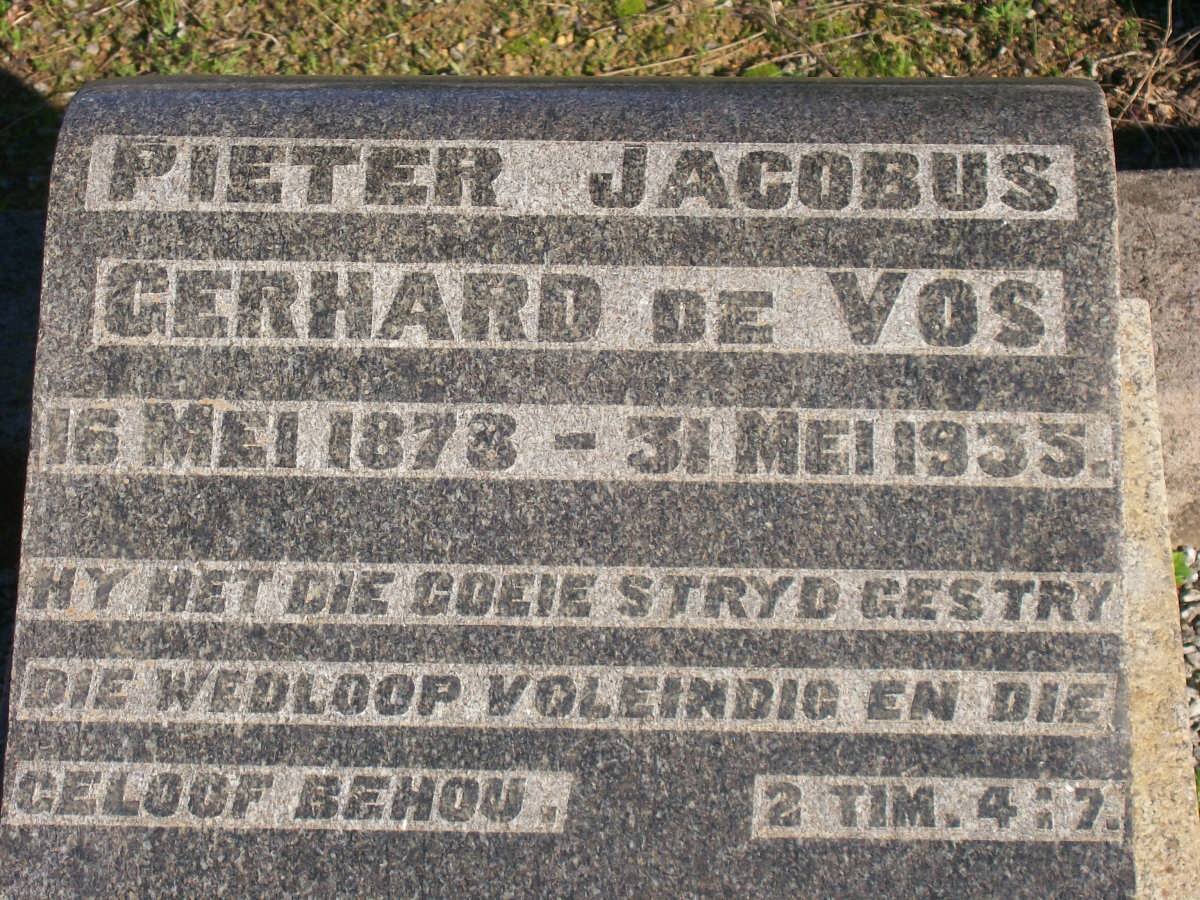 PIETER JACOBUS
GERHARD DE VOS
16 MEI 1878 - 31 MEI 1935.
HY HET DIE GOEIE STRYD GESTRY
DIE WEDLOOP VOLEINDIG EN DIE
GELOOF BEHOU. 2 TIM. 4:7.